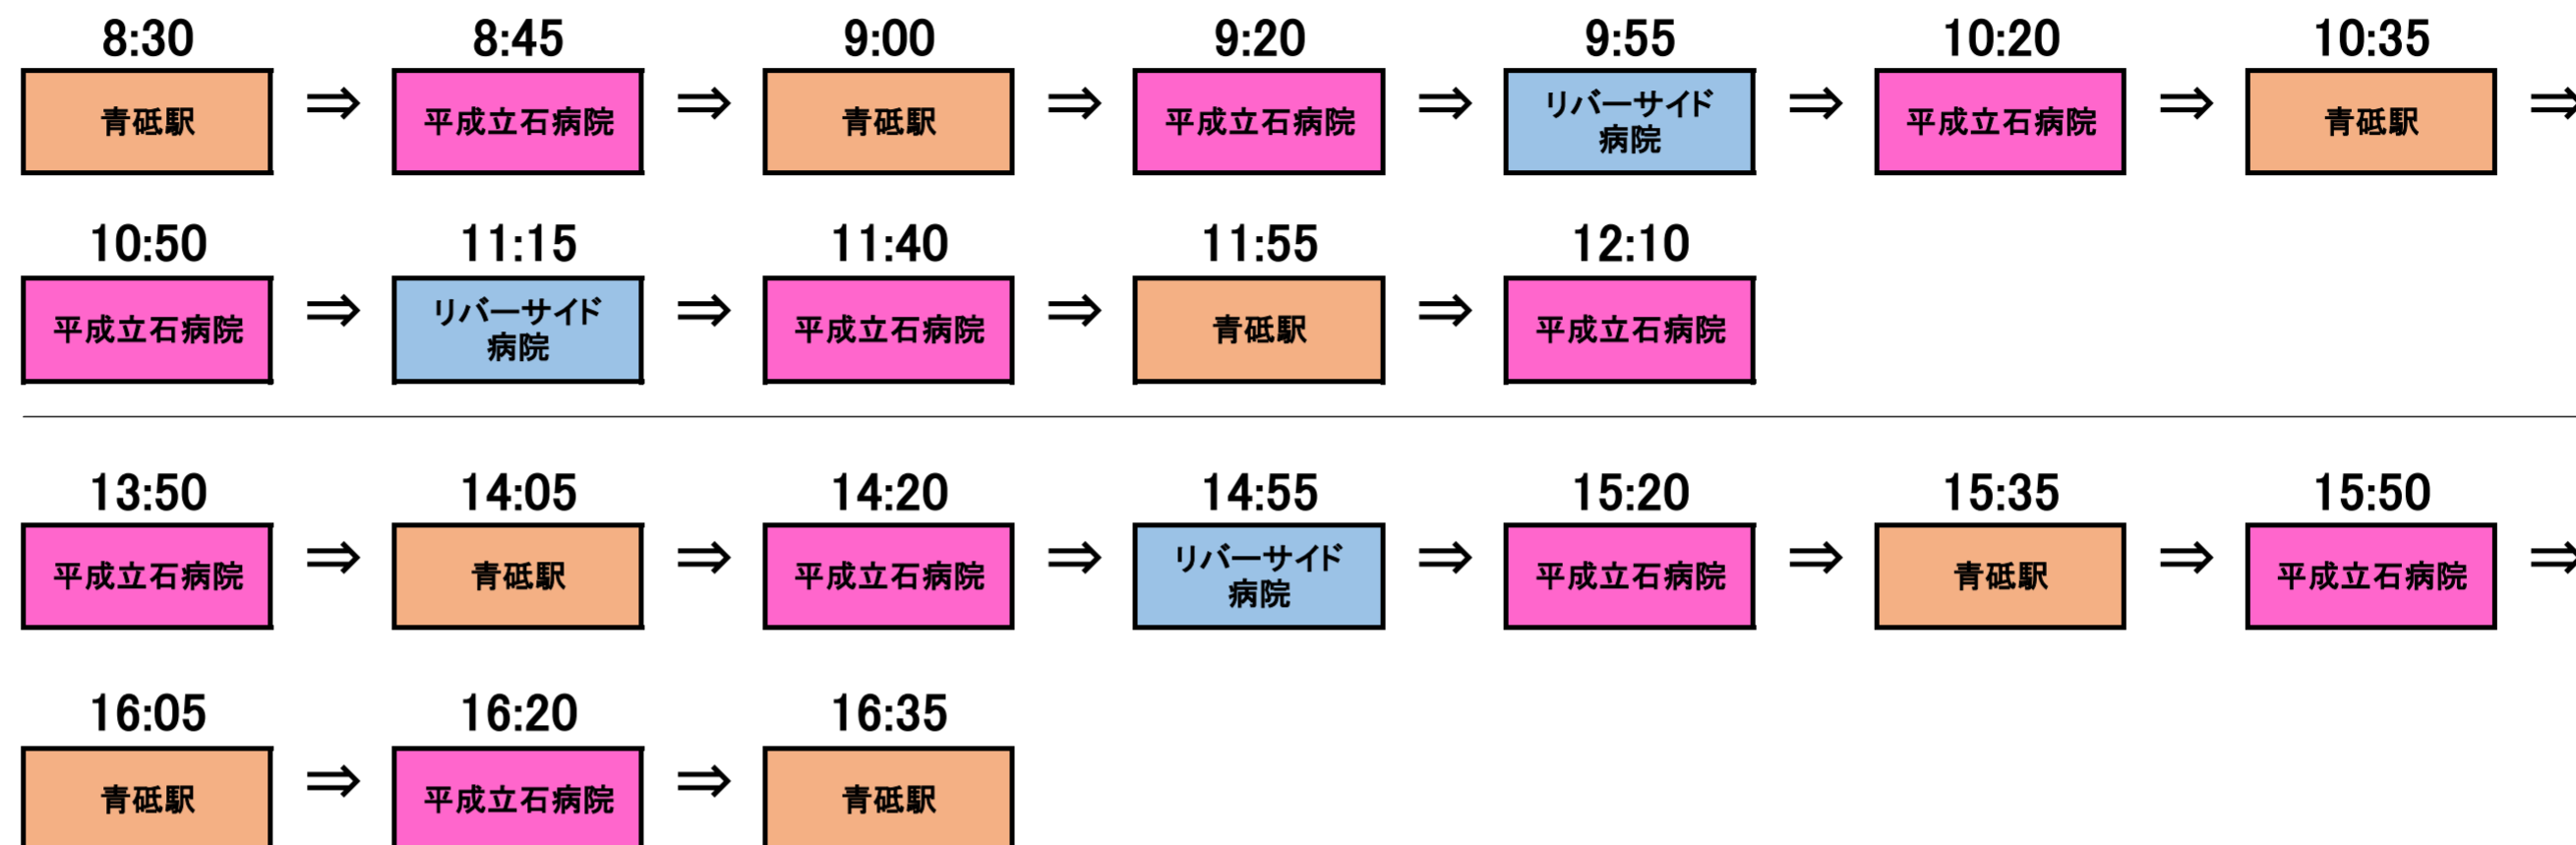 8:30 8:45 9:00 9:20 9:55 10:20 10:35
青砥駅 ⇒ 平成立石病院 ⇒ 青砥駅 ⇒ 平成立石病院 ⇒ リバーサイド病院 ⇒ 平成立石病院 ⇒ 青砥駅 ⇒
10:50 11:15 11:40 11:55 12:10
平成立石病院 ⇒ リバーサイド病院 ⇒ 平成立石病院 ⇒ 青砥駅 ⇒ 平成立石病院
13:50 14:05 14:20 14:55 15:20 15:35 15:50
平成立石病院 ⇒ 青砥駅 ⇒ 平成立石病院 ⇒ リバーサイド病院 ⇒ 平成立石病院 ⇒ 青砥駅 ⇒ 平成立石病院 ⇒
16:05 16:20 16:35
青砥駅 ⇒ 平成立石病院 ⇒ 青砥駅